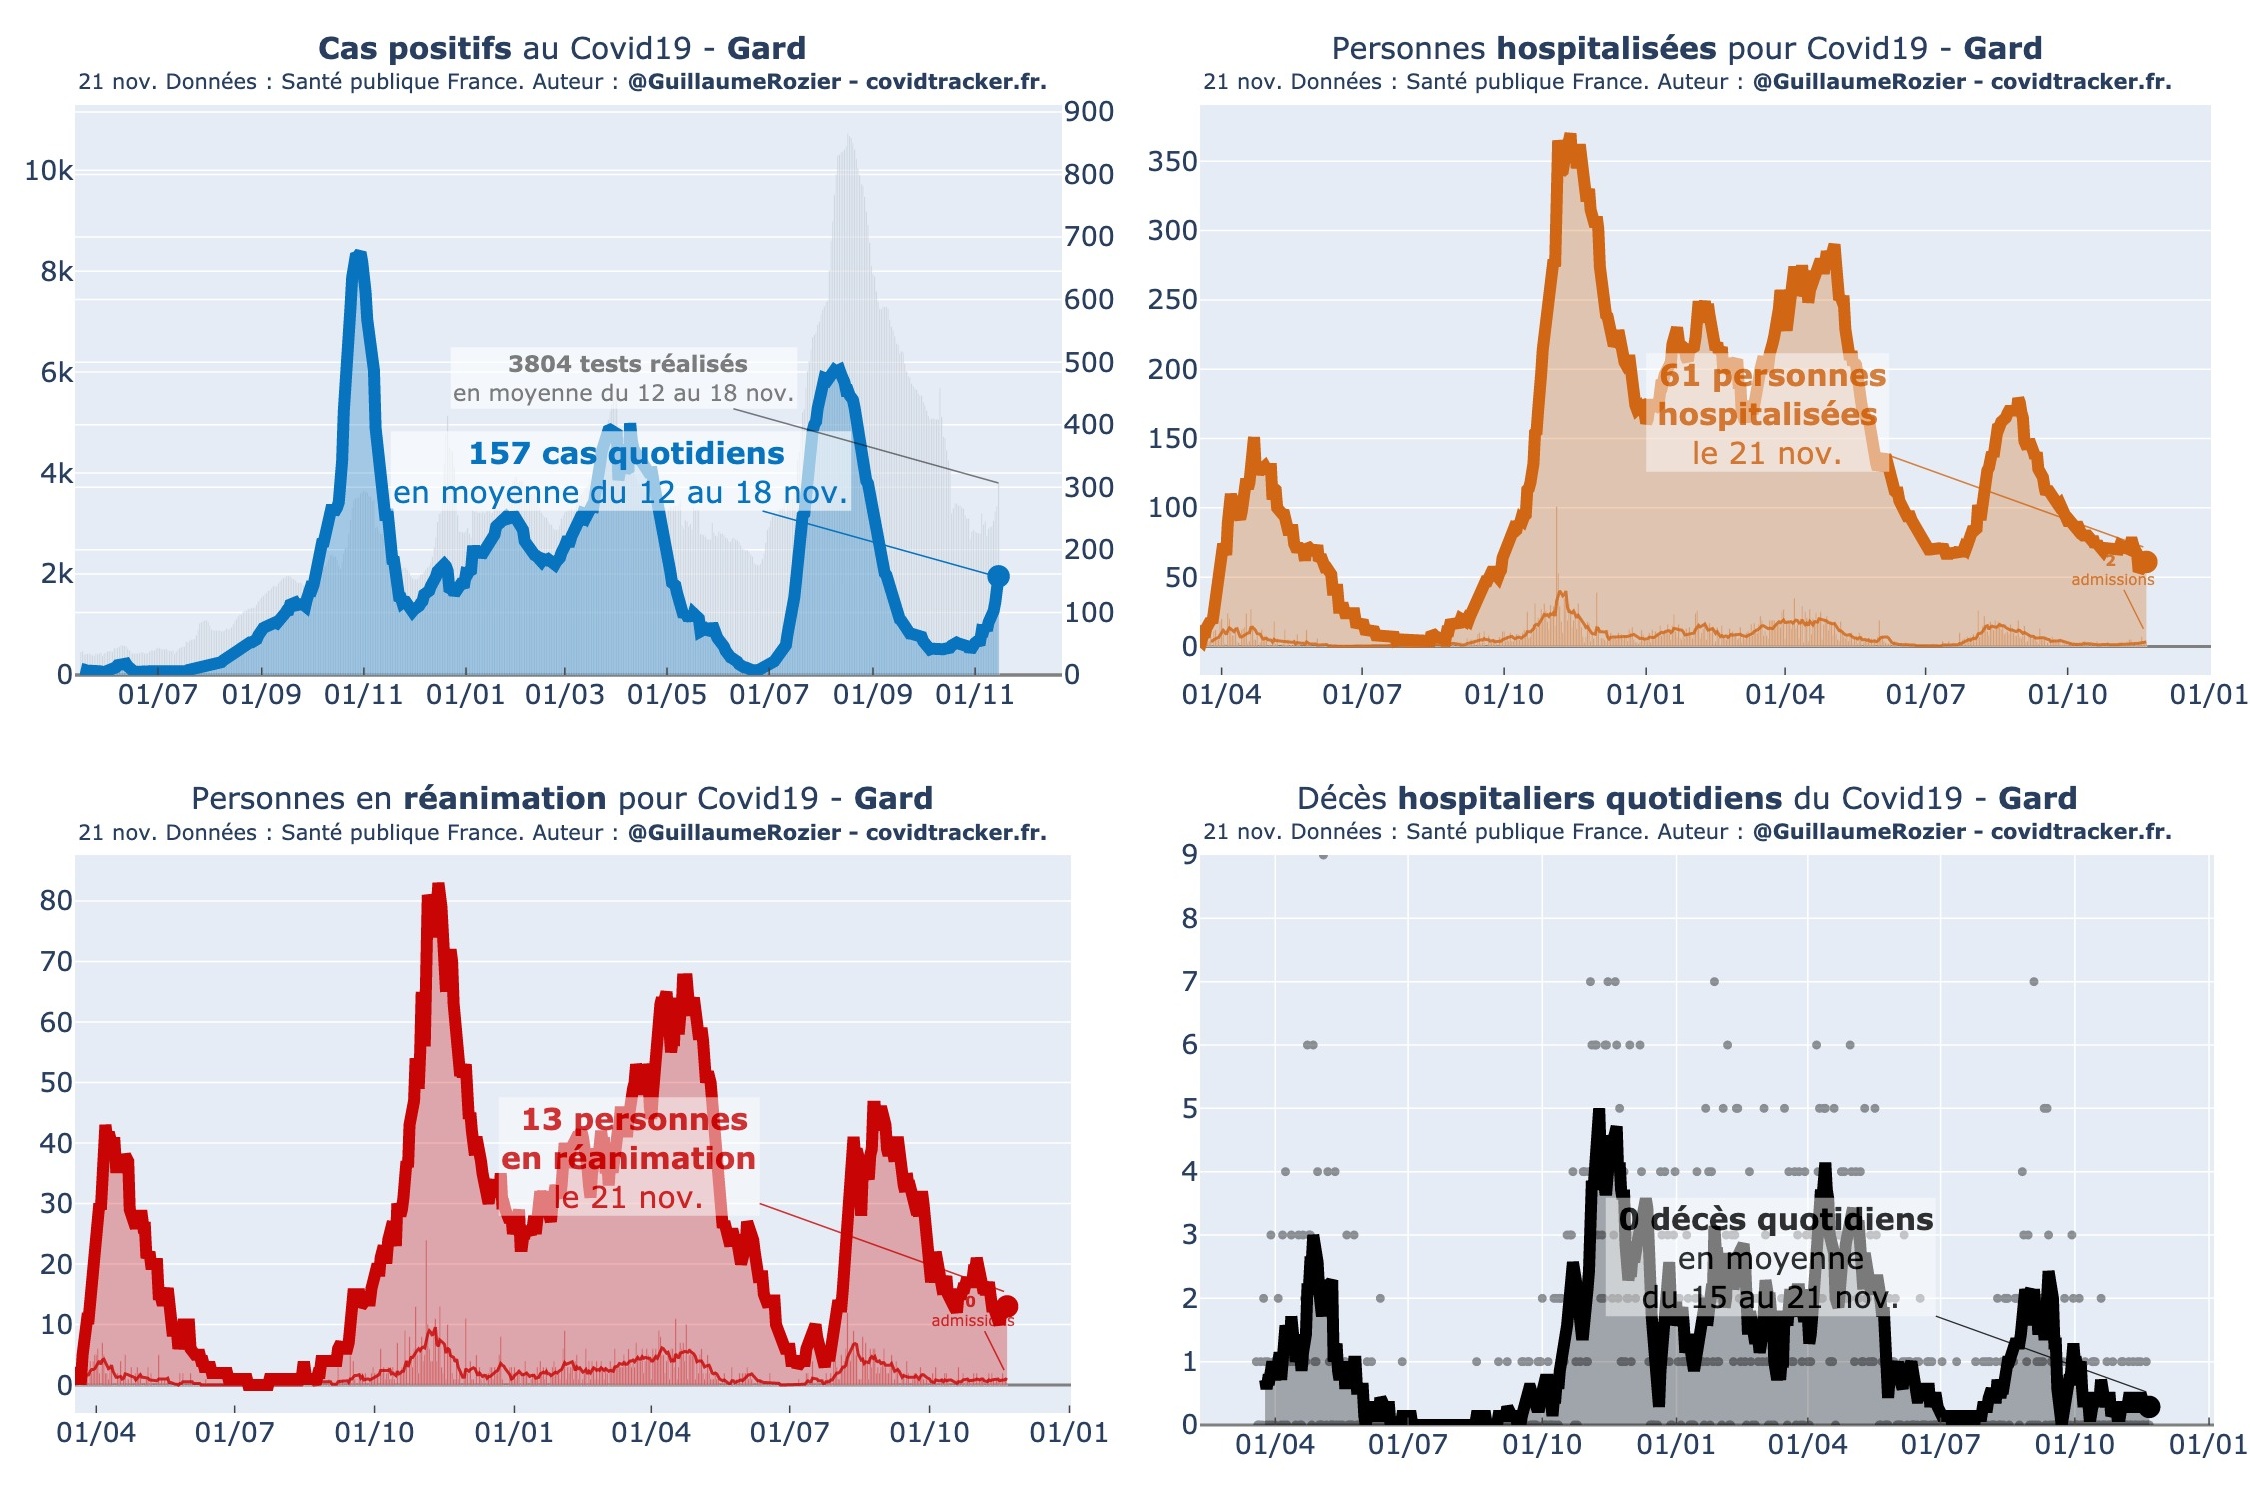 Cas positifs au Covid19 - Gard
21 nov. Données : Santé publique France. Auteur : @GuillaumeRozier - covidtracker.fr.
900
800
700
600
500
400
300
200
100
0
10k
8k
6k
4k
2k
0
3804 tests réalisés
en moyenne du 12 au 18 nov.
157 cas quotidiens
en moyenne du 12 au 18 nov.
01/07 01/09 01/11 01/01 01/03 01/05 01/07 01/09 01/11
Personnes hospitalisées pour Covid19 - Gard
21 nov. Données : Santé publique France. Auteur : @GuillaumeRozier - covidtracker.fr.
350
300
250
200
150
100
50
0
61 personnes
hospitalisées
le 21 nov.
2
admissions
01/04 01/07 01/10 01/01 01/04 01/07 01/10 01/01
Personnes en réanimation pour Covid19 - Gard
21 nov. Données : Santé publique France. Auteur : @GuillaumeRozier - covidtracker.fr.
80
70
60
50
40
30
20
10
0
13 personnes
en réanimation
le 21 nov.
0
admissions
01/04 01/07 01/10 01/01 01/04 01/07 01/10 01/01
Décès hospitaliers quotidiens du Covid19 - Gard
21 nov. Données : Santé publique France. Auteur : @GuillaumeRozier - covidtracker.fr.
9
8
7
6
5
4
3
2
1
0
0 décès quotidiens
en moyenne
du 15 au 21 nov.
01/04 01/07 01/10 01/01 01/04 01/07 01/10 01/01